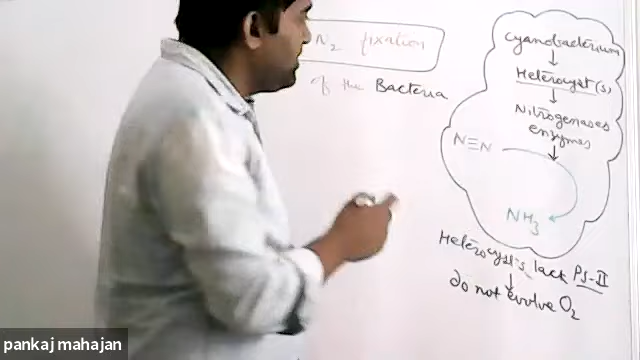 N2 fixation
of the Bacteria
cyanobacterium
↓
Heterocyst(s)
↓
Nitrogenases
enzymes
↓
N≡N
NH3
Heterocyst's lack PS-II
↓
do not evolve O2
pankaj mahajan